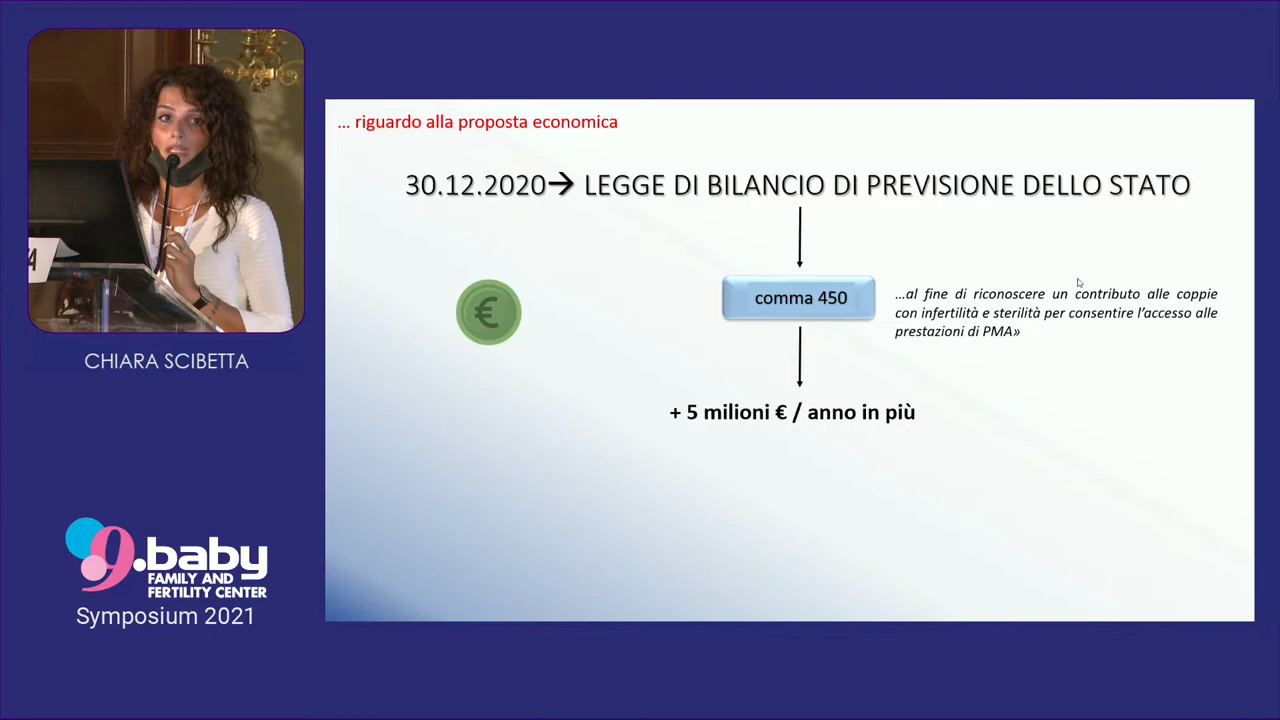 … riguardo alla proposta economica
30.12.2020→ LEGGE DI BILANCIO DI PREVISIONE DELLO STATO
comma 450
…al fine di riconoscere un contributo alle coppie
con infertilità e sterilità per consentire l’accesso alle
prestazioni di PMA»
€
+ 5 milioni € / anno in più
CHIARA SCIBETTA
9.baby
FAMILY AND
FERTILITY CENTER
Symposium 2021